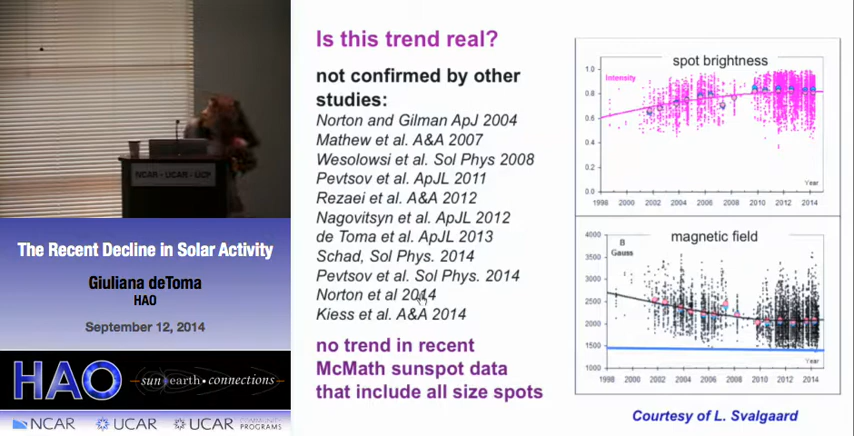 NCAR - UCAR - UCP
The Recent Decline in Solar Activity
Giuliana deToma
HAO
September 12, 2014
HAO
sun earth • connections
NCAR
UCAR
UCAR
PROGRAMS
Is this trend real?
not confirmed by other
studies:
Norton and Gilman ApJ 2004
Mathew et al. A&A 2007
Wesolowsi et al. Sol Phys 2008
Pevtsov et al. ApJL 2011
Rezaei et al. A&A 2012
Nagovitsyn et al. ApJL 2012
de Toma et al. ApJL 2013
Schad, Sol Phys. 2014
Pevtsov et al. Sol Phys. 2014
Norton et al 2014
Kiess et al. A&A 2014
no trend in recent
McMath sunspot data
that include all size spots
spot brightness
Intensity
1.0
0.8
0.6
0.4
0.2
0.0
Year
1998 2000 2002 2004 2006 2008 2010 2012 2014
magnetic field
B
Gauss
4000
3500
3000
2500
2000
1500
1000
Year
1998 2000 2002 2004 2006 2008 2010 2012 2014
Courtesy of L. Svalgaard